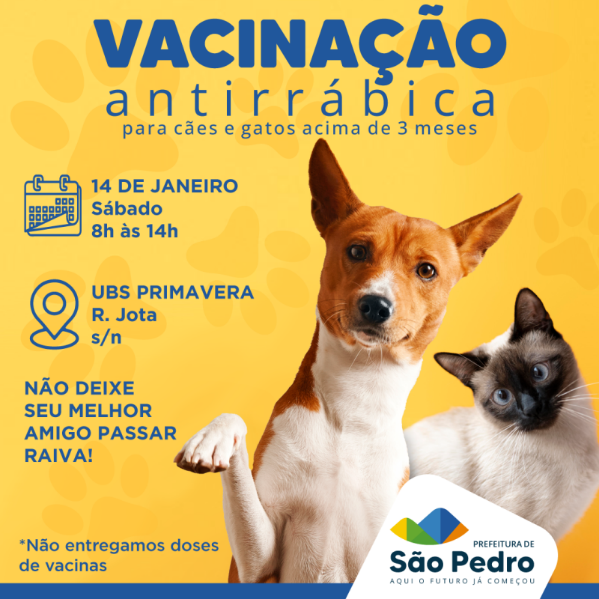 VACINAÇÃO
antirrábica
para cães e gatos acima de 3 meses
14 DE JANEIRO
Sábado
8h às 14h
UBS PRIMAVERA
R. Jota
s/n
NÃO DEIXE
SEU MELHOR
AMIGO PASSAR
RAIVA!
*Não entregamos doses
de vacinas
PREFEITURA DE
São Pedro
AQUI O FUTURO JÁ COMEÇOU